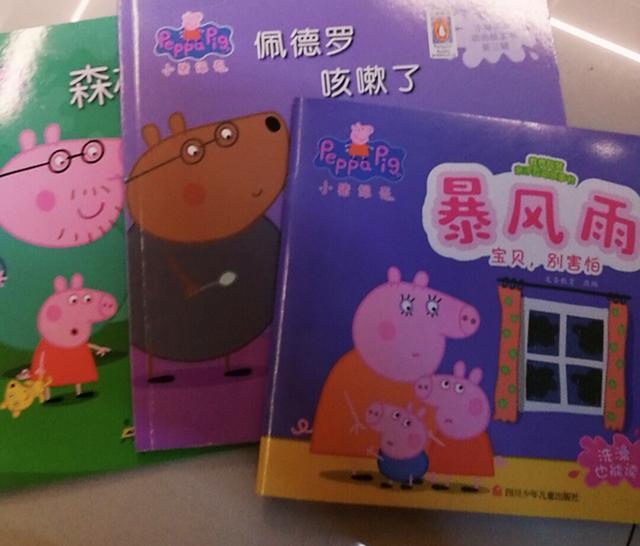 森
Peppa Pig
小猪佩奇
佩德罗
咳嗽了
Peppa Pig
小猪佩奇
暴风雨
宝贝，别害怕
洗澡
也能读
四川少年儿童出版社